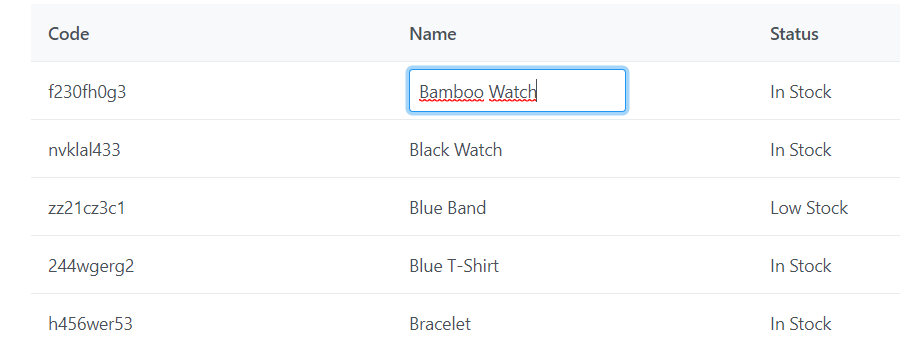 Code Name Status
f230fh0g3 Bamboo Watch In Stock
nvklal433 Black Watch In Stock
zz21cz3c1 Blue Band Low Stock
244wgerg2 Blue T-Shirt In Stock
h456wer53 Bracelet In Stock